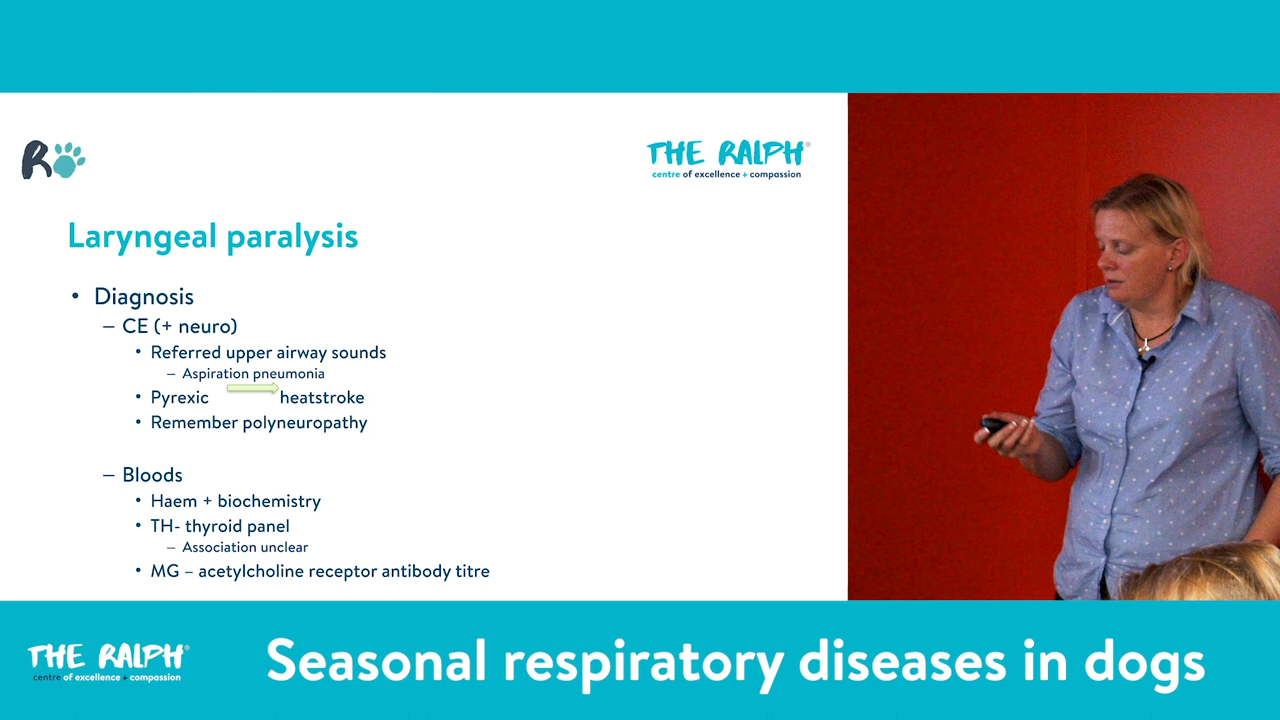 R
THE RALPH®
centre of excellence + compassion
Laryngeal paralysis
• Diagnosis
– CE (+ neuro)
• Referred upper airway sounds
– Aspiration pneumonia
• Pyrexic heatstroke
• Remember polyneuropathy
– Bloods
• Haem + biochemistry
• TH- thyroid panel
– Association unclear
• MG – acetylcholine receptor antibody titre
THE RALPH®
centre of excellence + compassion
Seasonal respiratory diseases in dogs